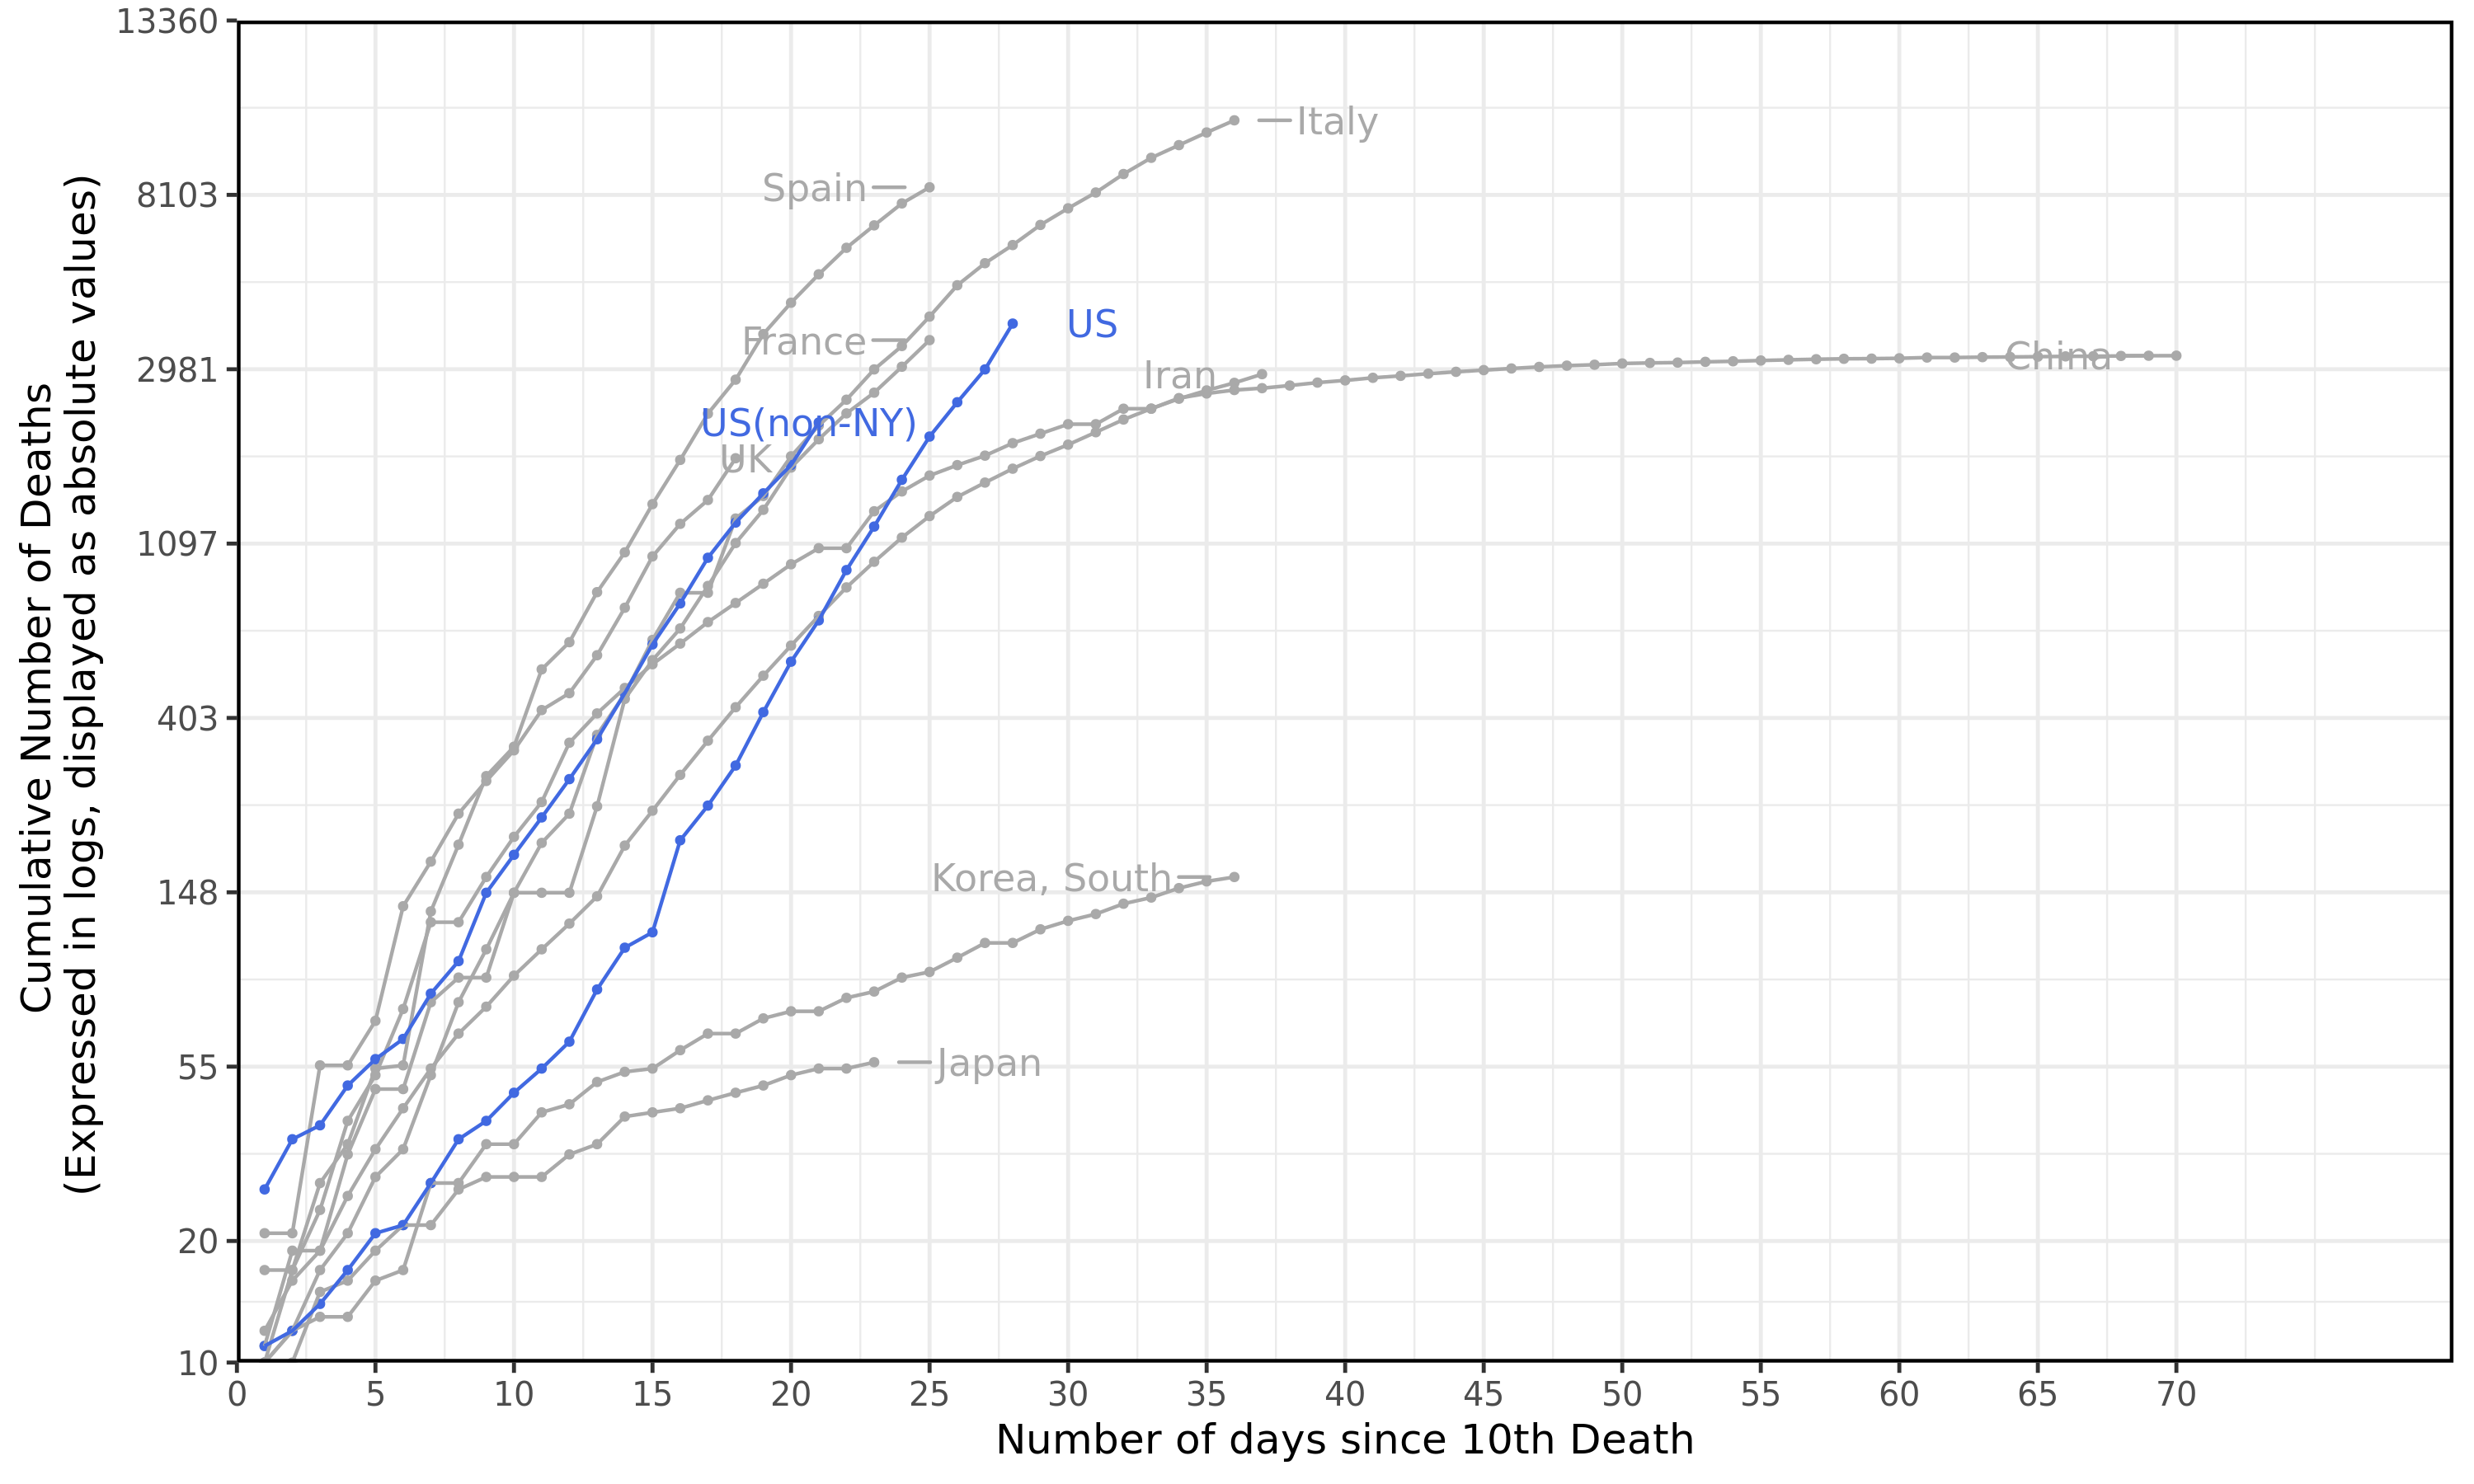 Cumulative Number of Deaths
(Expressed in logs, displayed as absolute values)
13360
8103
2981
1097
403
148
55
20
10
Italy
Spain
US
France
China
Iran
US(non-NY)
UK
Korea, South
Japan
0 5 10 15 20 25 30 35 40 45 50 55 60 65 70
Number of days since 10th Death